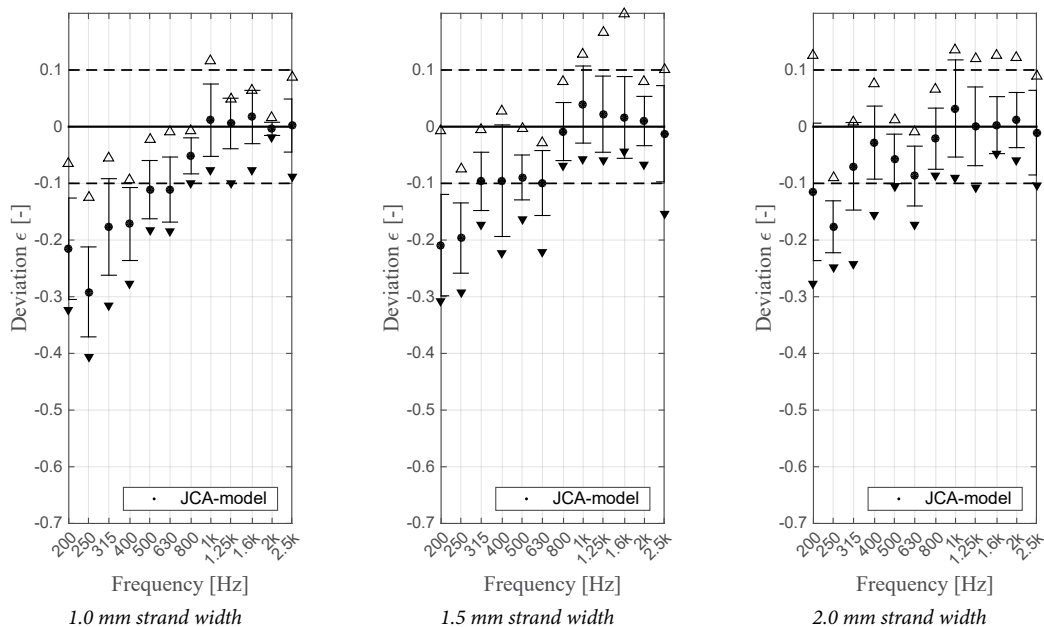 0.1
0
-0.1
-0.2
-0.3
-0.4
-0.5
-0.6
-0.7
Deviation ϵ [-]
JCA-model
200
250
315
400
500
630
800
1k
1.25k
1.6k
2k
2.5k
Frequency [Hz]
1.0 mm strand width
0.1
0
-0.1
-0.2
-0.3
-0.4
-0.5
-0.6
-0.7
Deviation ϵ [-]
JCA-model
200
250
315
400
500
630
800
1k
1.25k
1.6k
2k
2.5k
Frequency [Hz]
1.5 mm strand width
0.1
0
-0.1
-0.2
-0.3
-0.4
-0.5
-0.6
-0.7
Deviation ϵ [-]
JCA-model
200
250
315
400
500
630
800
1k
1.25k
1.6k
2k
2.5k
Frequency [Hz]
2.0 mm strand width